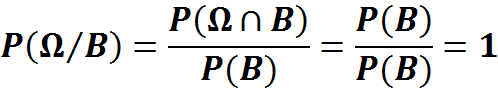 P(Ω/B) = P(Ω ∩ B) / P(B) = P(B) / P(B) = 1